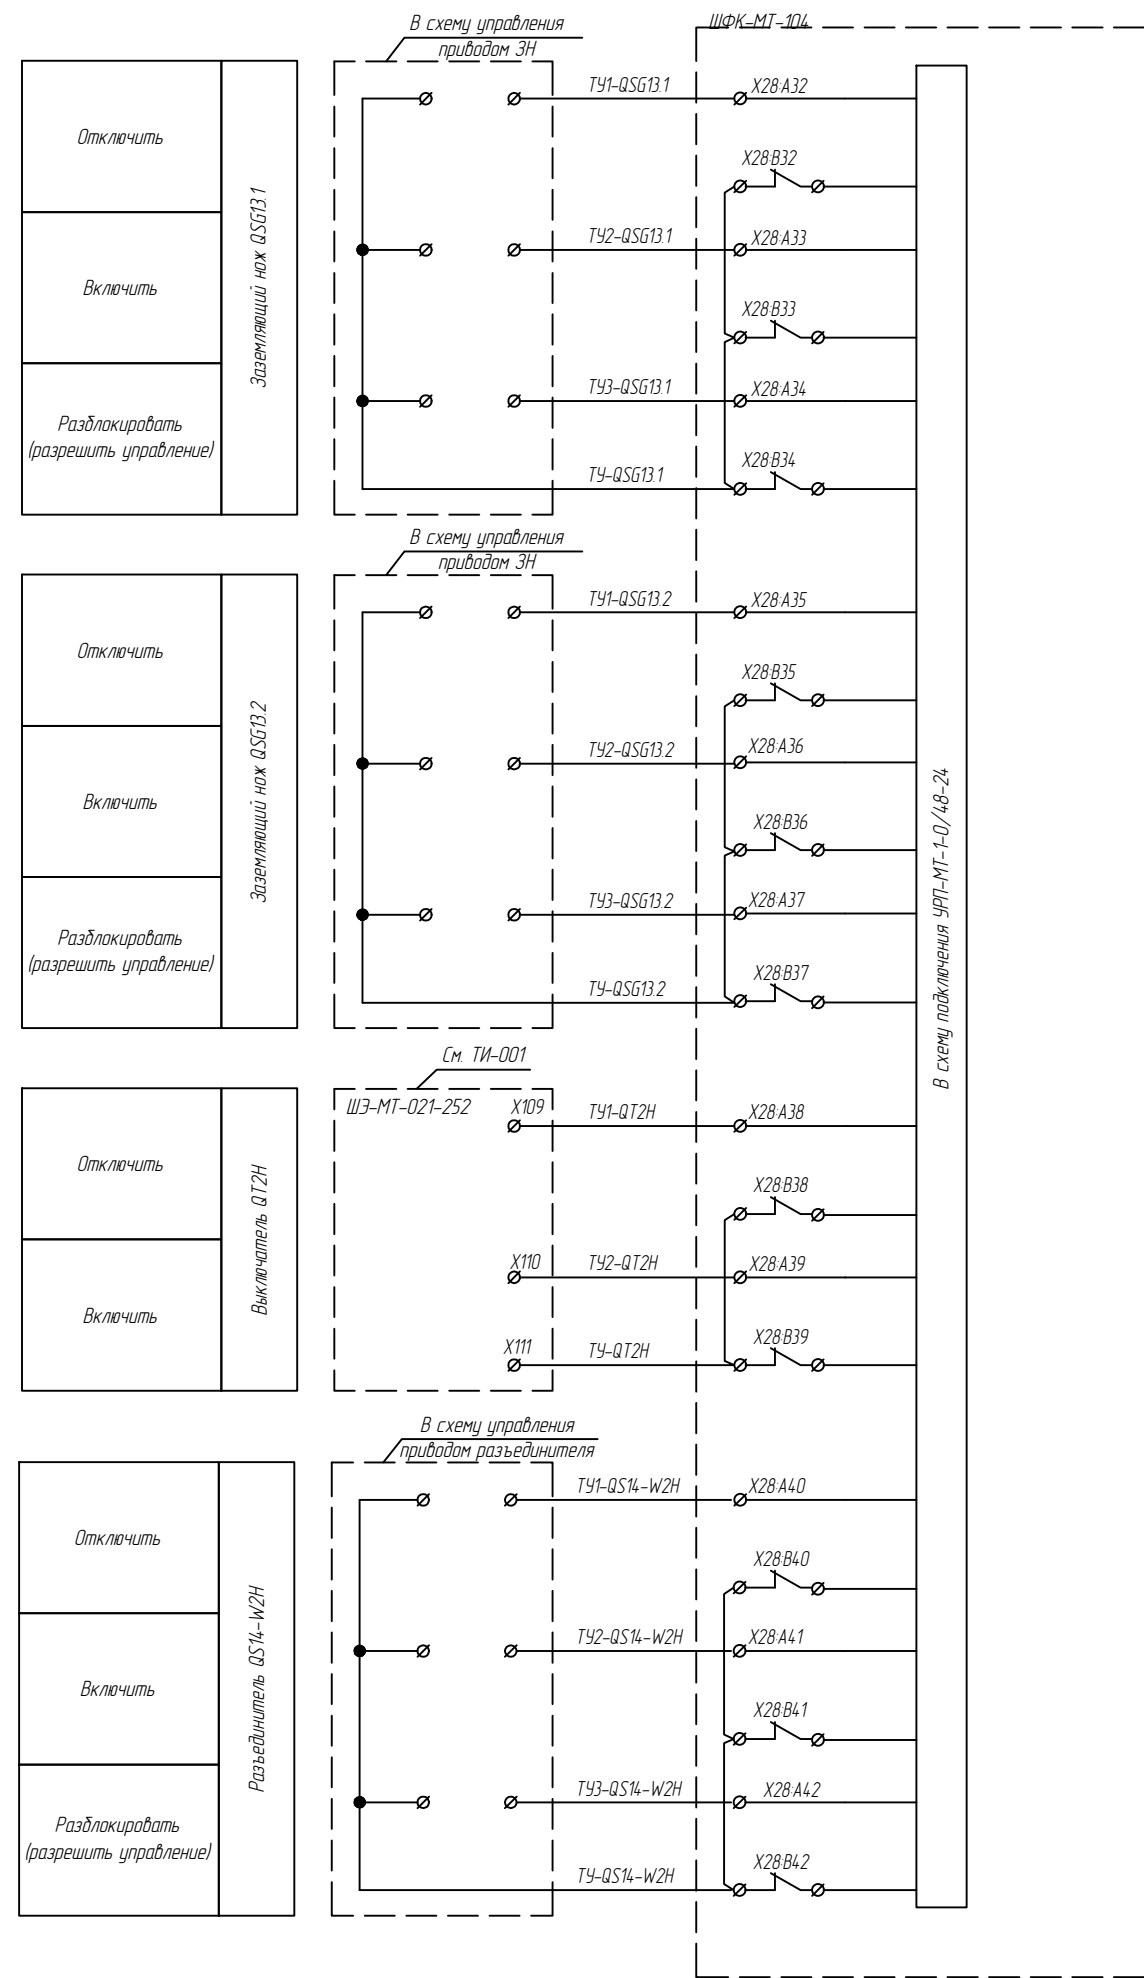 В схему управления
приводом ЗН
ШФК-МТ-104
Отключить
Включить
Разблокировать
(разрешить управление)
Заземляющий нож QSG13.1
ТУ1-QSG13.1
X28:A32
X28:B32
ТУ2-QSG13.1
X28:A33
X28:B33
ТУ3-QSG13.1
X28:A34
X28:B34
ТУ-QSG13.1
В схему управления
приводом ЗН
Отключить
Включить
Разблокировать
(разрешить управление)
Заземляющий нож QSG13.2
ТУ1-QSG13.2
X28:A35
X28:B35
ТУ2-QSG13.2
X28:A36
X28:B36
ТУ3-QSG13.2
X28:A37
X28:B37
ТУ-QSG13.2
В схему подключения УРП-МТ-1-0/48-24
См. ТИ-001
ШЭ-МТ-021-252
Отключить
Включить
Выключатель QT2H
X109
ТУ1-QT2H
X28:A38
X28:B38
X110
ТУ2-QT2H
X28:A39
X28:B39
X111
ТУ-QT2H
В схему управления
приводом разъединителя
Отключить
Включить
Разблокировать
(разрешить управление)
Разъединитель QS14-W2H
ТУ1-QS14-W2H
X28:A40
X28:B40
ТУ2-QS14-W2H
X28:A41
X28:B41
ТУ3-QS14-W2H
X28:A42
X28:B42
ТУ-QS14-W2H